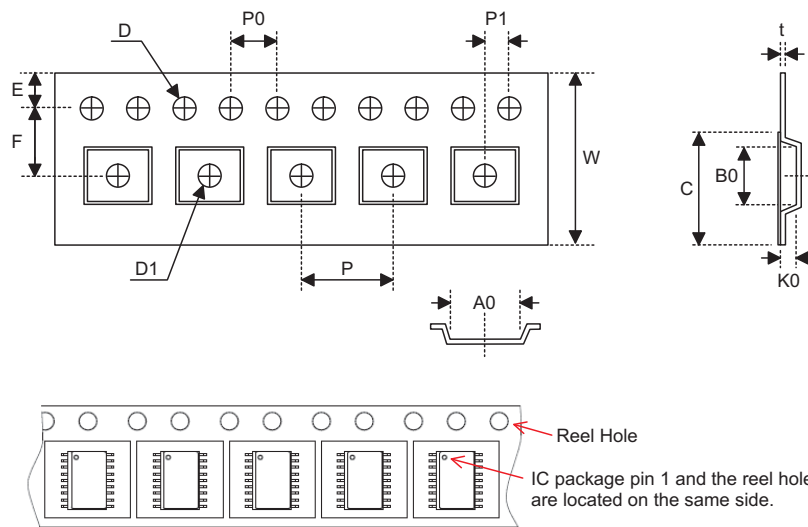 D
P0
P1
t
E
F
W
C
B0
D1
P
K0
A0
Reel Hole
IC package pin 1 and the reel hole
are located on the same side.